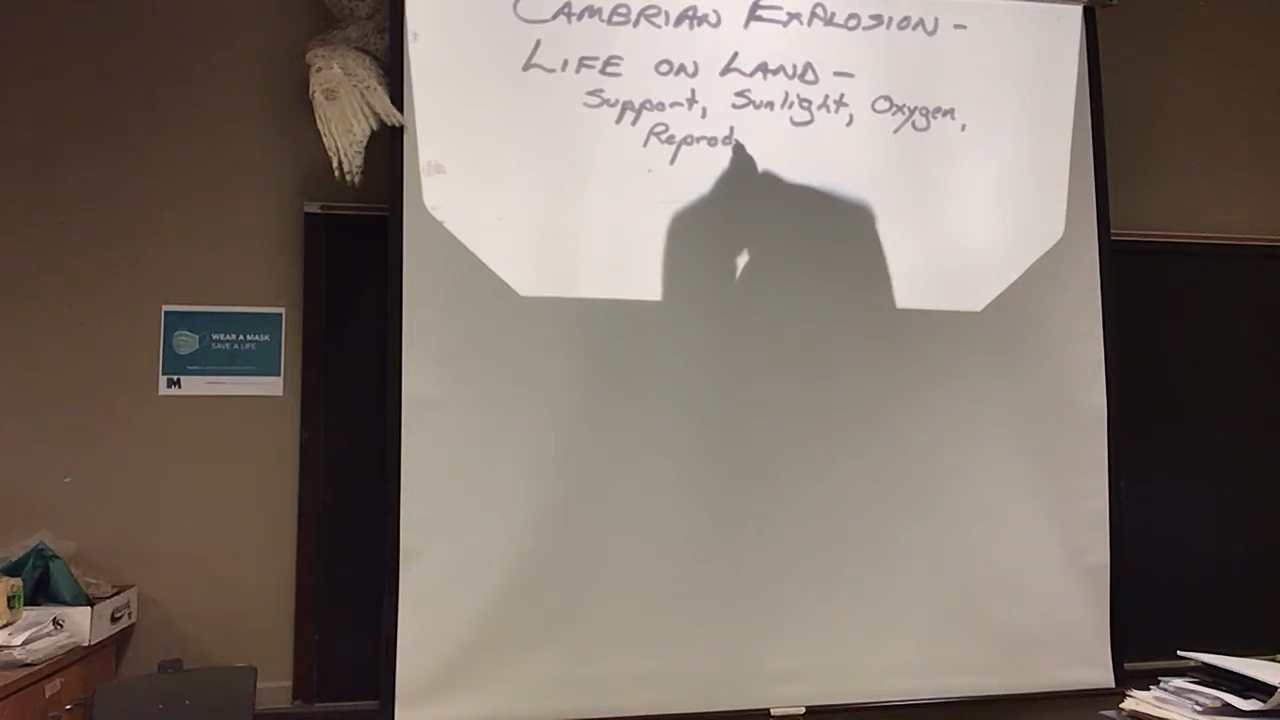 CAMBRIAN EXPLOSION -
LIFE ON LAND -
Support, Sunlight, Oxygen,
Reprod
WEAR A MASK
SAVE A LIFE
M